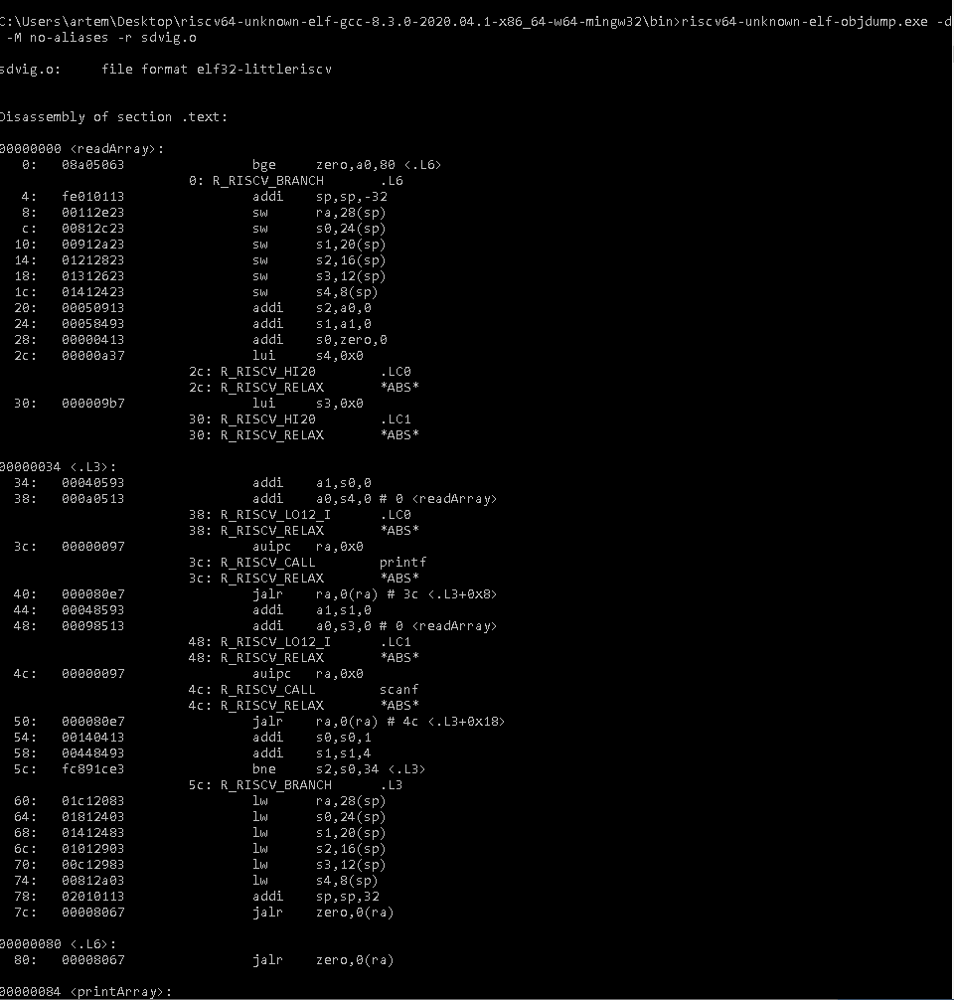 C:\Users\artem\Desktop\riscv64-unknown-elf-gcc-8.3.0-2020.04.1-x86_64-w64-mingw32\bin>riscv64-unknown-elf-objdump.exe -d
 -M no-aliases -r sdvig.o

sdvig.o:     file format elf32-littleriscv


Disassembly of section .text:

00000000 <readArray>:
   0:	08a05063          	bge	zero,a0,80 <.L6>
			0: R_RISCV_BRANCH	.L6
   4:	fe010113          	addi	sp,sp,-32
   8:	00112e23          	sw	ra,28(sp)
   c:	00812c23          	sw	s0,24(sp)
  10:	00912a23          	sw	s1,20(sp)
  14:	01212823          	sw	s2,16(sp)
  18:	01312623          	sw	s3,12(sp)
  1c:	01412423          	sw	s4,8(sp)
  20:	00050913          	addi	s2,a0,0
  24:	00058493          	addi	s1,a1,0
  28:	00000413          	addi	s0,zero,0
  2c:	00000a37          	lui	s4,0x0
			2c: R_RISCV_HI20	.LC0
			2c: R_RISCV_RELAX	*ABS*
  30:	000009b7          	lui	s3,0x0
			30: R_RISCV_HI20	.LC1
			30: R_RISCV_RELAX	*ABS*

00000034 <.L3>:
  34:	00040593          	addi	a1,s0,0
  38:	000a0513          	addi	a0,s4,0 # 0 <readArray>
			38: R_RISCV_LO12_I	.LC0
			38: R_RISCV_RELAX	*ABS*
  3c:	00000097          	auipc	ra,0x0
			3c: R_RISCV_CALL	printf
			3c: R_RISCV_RELAX	*ABS*
  40:	000080e7          	jalr	ra,0(ra) # 3c <.L3+0x8>
  44:	00048593          	addi	a1,s1,0
  48:	00098513          	addi	a0,s3,0 # 0 <readArray>
			48: R_RISCV_LO12_I	.LC1
			48: R_RISCV_RELAX	*ABS*
  4c:	00000097          	auipc	ra,0x0
			4c: R_RISCV_CALL	scanf
			4c: R_RISCV_RELAX	*ABS*
  50:	000080e7          	jalr	ra,0(ra) # 4c <.L3+0x18>
  54:	00140413          	addi	s0,s0,1
  58:	00448493          	addi	s1,s1,4
  5c:	fc891ce3          	bne	s2,s0,34 <.L3>
			5c: R_RISCV_BRANCH	.L3
  60:	01c12083          	lw	ra,28(sp)
  64:	01812403          	lw	s0,24(sp)
  68:	01412483          	lw	s1,20(sp)
  6c:	01012903          	lw	s2,16(sp)
  70:	00c12983          	lw	s3,12(sp)
  74:	00812a03          	lw	s4,8(sp)
  78:	02010113          	addi	sp,sp,32
  7c:	00008067          	jalr	zero,0(ra)

00000080 <.L6>:
  80:	00008067          	jalr	zero,0(ra)

00000084 <printArray>: